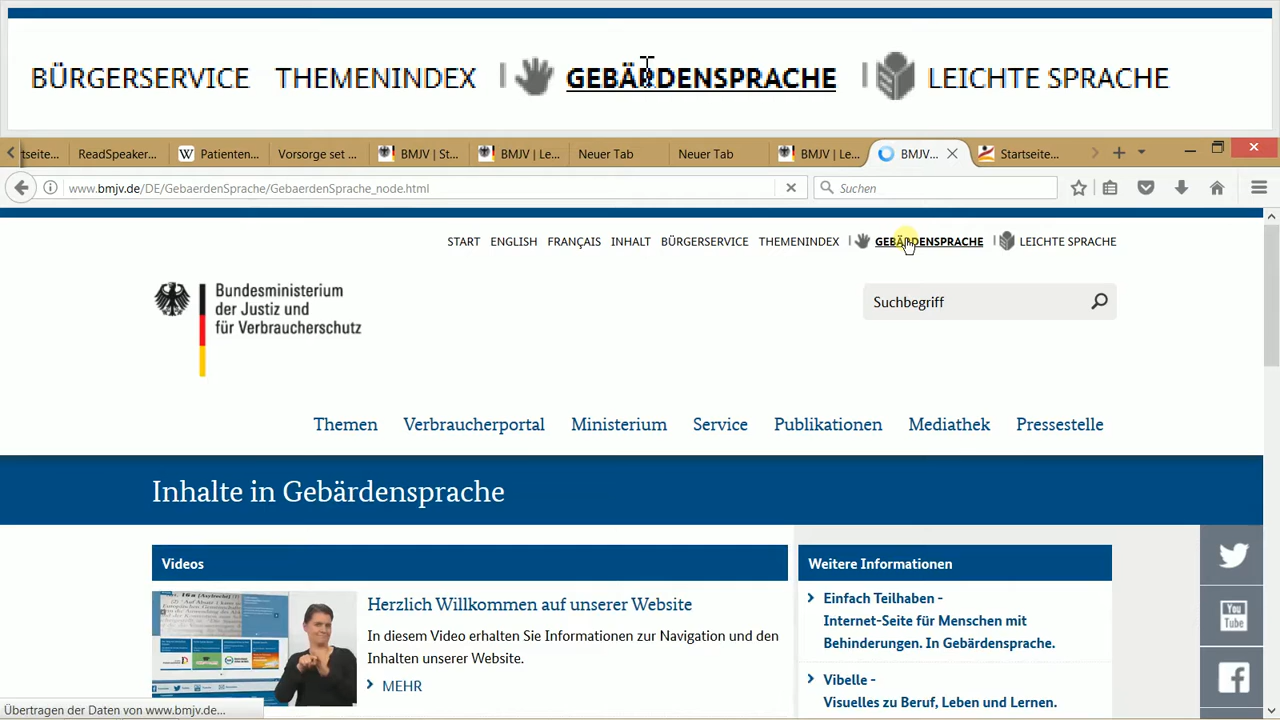 BÜRGERSERVICE THEMENINDEX | GEBÄRDENSPRACHE | LEICHTE SPRACHE
:tseite... ReadSpeaker... W Patienten... Vorsorge set ... BMJV | St... BMJV | Le... Neuer Tab Neuer Tab BMJV | Le... BMJV... Startseite...
www.bmjv.de/DE/GebaerdenSprache/GebaerdenSprache_node.html Suchen
START ENGLISH FRANÇAIS INHALT BÜRGERSERVICE THEMENINDEX | GEBÄRDENSPRACHE | LEICHTE SPRACHE
Bundesministerium
der Justiz und
für Verbraucherschutz
Suchbegriff
Themen Verbraucherportal Ministerium Service Publikationen Mediathek Pressestelle
Inhalte in Gebärdensprache
Videos
Herzlich Willkommen auf unserer Website
In diesem Video erhalten Sie Informationen zur Navigation und den
Inhalten unserer Website.
MEHR
Weitere Informationen
Einfach Teilhaben -
Internet-Seite für Menschen mit
Behinderungen. In Gebärdensprache.
Vibelle -
Visuelles zu Beruf, Leben und Lernen.
You
Tube
Übertragen der Daten von www.bmjv.de...